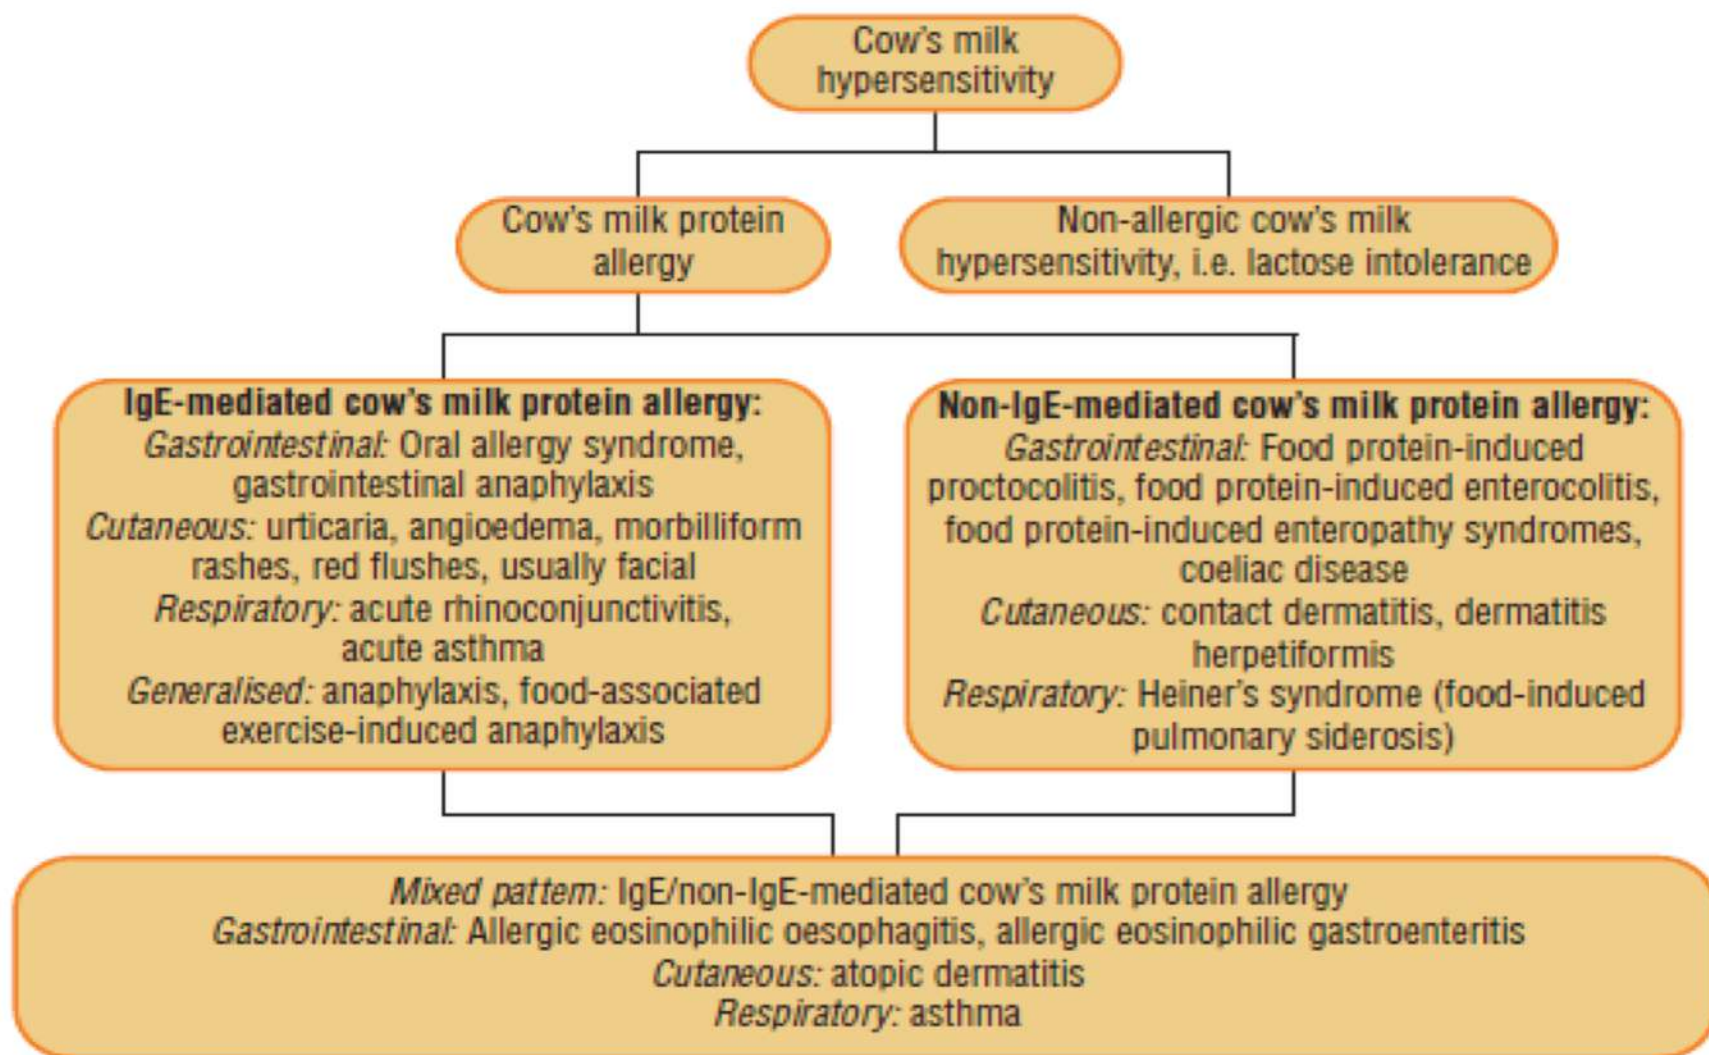 Cow's milk
hypersensitivity
Cow's milk protein
allergy
Non-allergic cow's milk
hypersensitivity, i.e. lactose intolerance
IgE-mediated cow's milk protein allergy:
Gastrointestinal: Oral allergy syndrome,
gastrointestinal anaphylaxis
Cutaneous: urticaria, angioedema, morbilliform
rashes, red flushes, usually facial
Respiratory: acute rhinoconjunctivitis,
acute asthma
Generalised: anaphylaxis, food-associated
exercise-induced anaphylaxis
Non-IgE-mediated cow's milk protein allergy:
Gastrointestinal: Food protein-induced
proctocolitis, food protein-induced enterocolitis,
food protein-induced enteropathy syndromes,
coeliac disease
Cutaneous: contact dermatitis, dermatitis
herpetiformis
Respiratory: Heiner's syndrome (food-induced
pulmonary siderosis)
Mixed pattern: IgE/non-IgE-mediated cow's milk protein allergy
Gastrointestinal: Allergic eosinophilic oesophagitis, allergic eosinophilic gastroenteritis
Cutaneous: atopic dermatitis
Respiratory: asthma